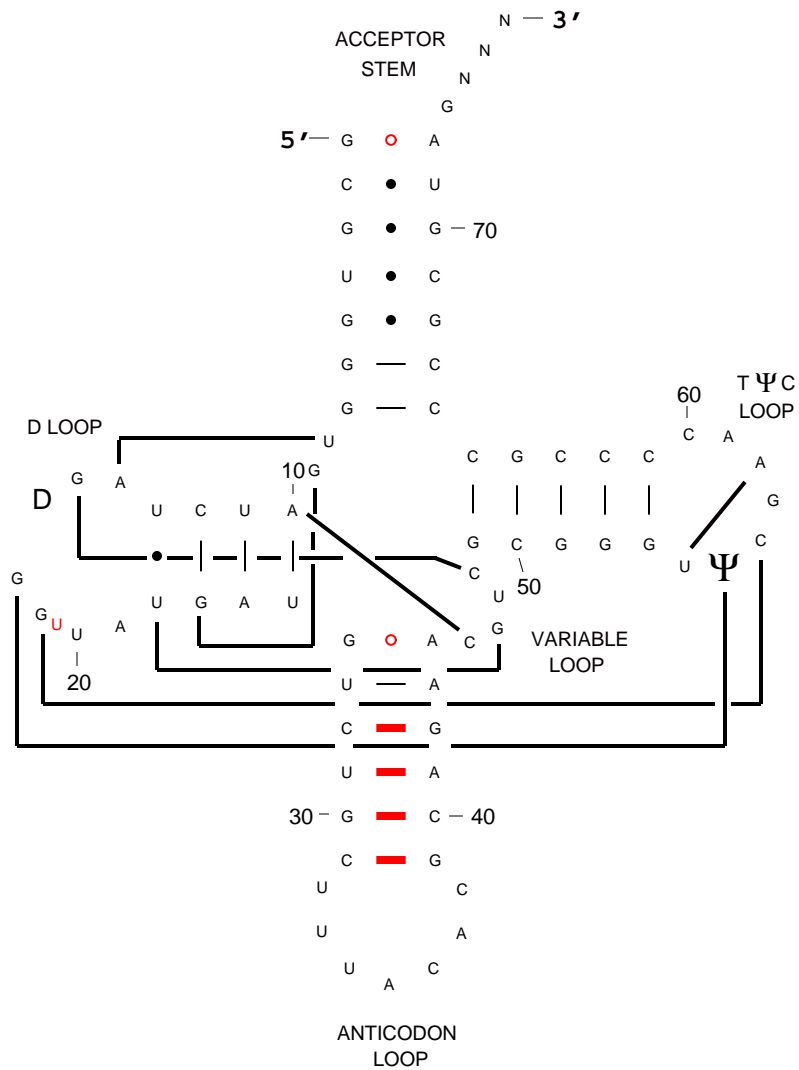 N 3′
ACCEPTOR
STEM
N
N
G
5′ G A
C U
G G 70
U C
G G
G C
G C
T Ψ C
LOOP
60
D LOOP
U
C A
G A
10 G
C G C C C
A
D
U C U A
G
G C G G G U Ψ C
50
G
G U U A U G A U
C U
20
G A C G
VARIABLE
LOOP
U A
C G
U A
30 G C 40
C G
U C
U A
U A C
ANTICODON
LOOP